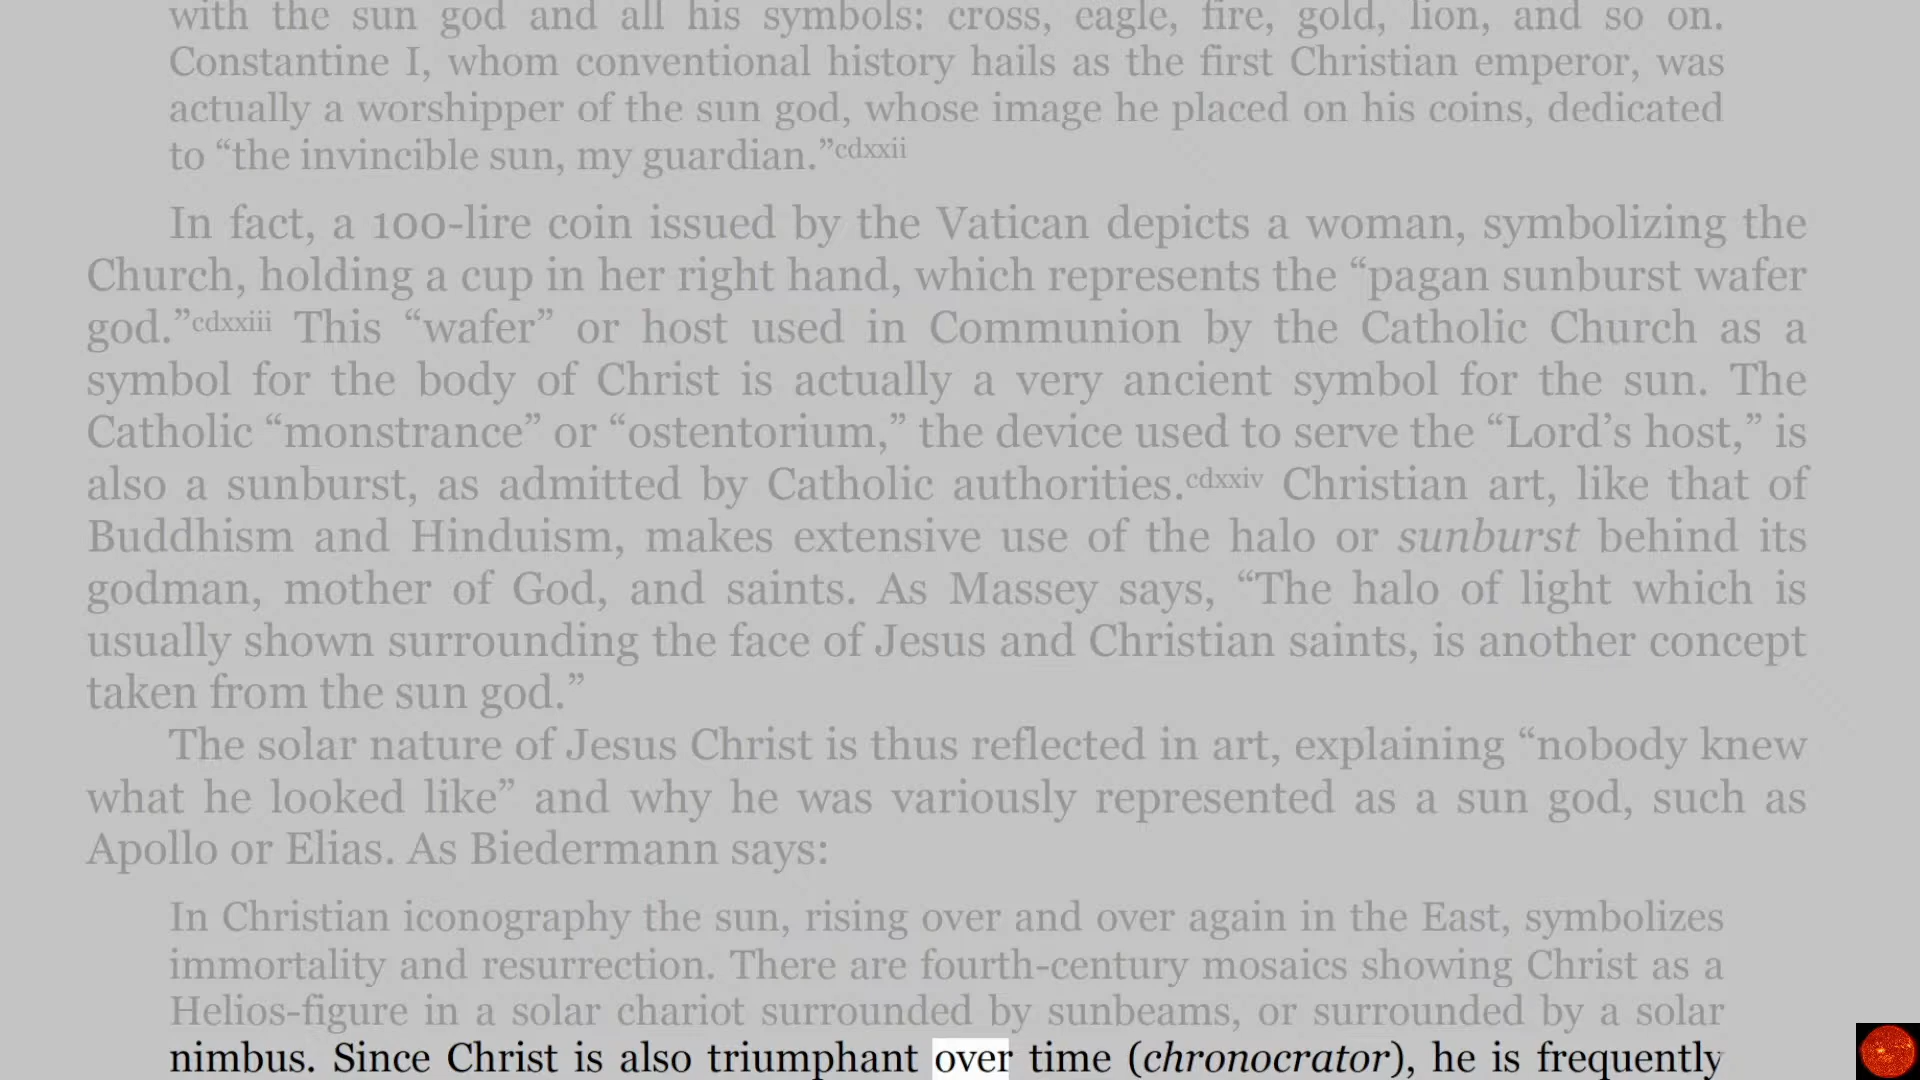 with the sun god and all his symbols: cross, eagle, fire, gold, lion, and so on.
Constantine I, whom conventional history hails as the first Christian emperor, was
actually a worshipper of the sun god, whose image he placed on his coins, dedicated
to “the invincible sun, my guardian.”cdxxii
In fact, a 100-lire coin issued by the Vatican depicts a woman, symbolizing the
Church, holding a cup in her right hand, which represents the “pagan sunburst wafer
god.”cdxxiii This “wafer” or host used in Communion by the Catholic Church as a
symbol for the body of Christ is actually a very ancient symbol for the sun. The
Catholic “monstrance” or “ostentorium,” the device used to serve the “Lord’s host,” is
also a sunburst, as admitted by Catholic authorities.cdxxiv Christian art, like that of
Buddhism and Hinduism, makes extensive use of the halo or sunburst behind its
godman, mother of God, and saints. As Massey says, “The halo of light which is
usually shown surrounding the face of Jesus and Christian saints, is another concept
taken from the sun god.”
The solar nature of Jesus Christ is thus reflected in art, explaining “nobody knew
what he looked like” and why he was variously represented as a sun god, such as
Apollo or Elias. As Biedermann says:
In Christian iconography the sun, rising over and over again in the East, symbolizes
immortality and resurrection. There are fourth-century mosaics showing Christ as a
Helios-figure in a solar chariot surrounded by sunbeams, or surrounded by a solar
nimbus. Since Christ is also triumphant over time (chronocrator), he is frequently